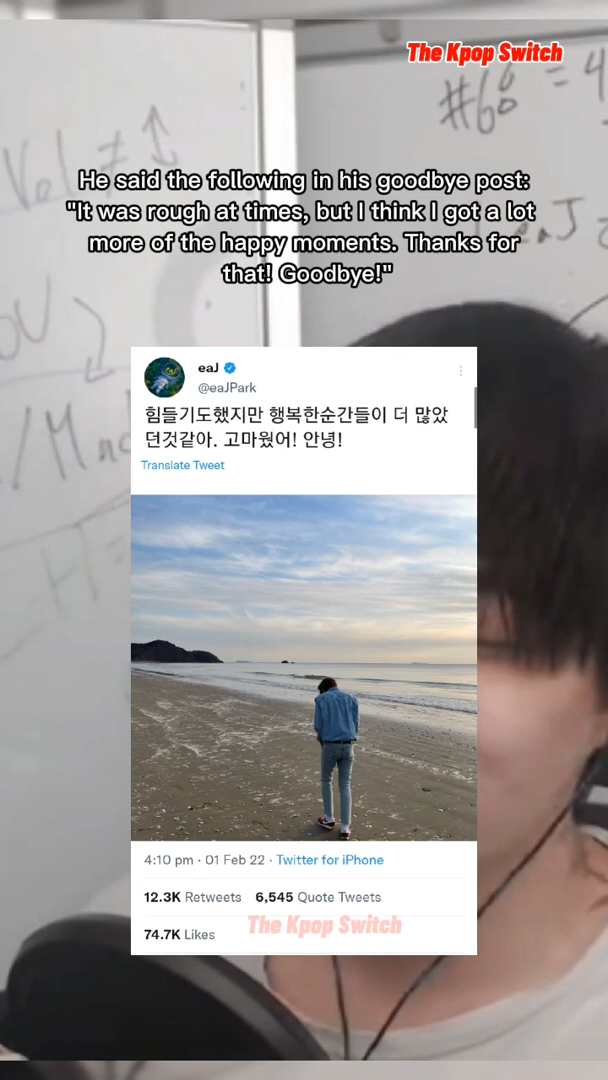 The Kpop Switch
He said the following in his goodbye post:
"It was rough at times, but I think I got a lot
more of the happy moments. Thanks for
that! Goodbye!"
eaJ
@eaJPark
힘들기도했지만 행복한순간들이 더 많았
던것같아. 고마웠어! 안녕!
Translate Tweet
4:10 pm · 01 Feb 22 · Twitter for iPhone
12.3K Retweets 6,545 Quote Tweets
The Kpop Switch
74.7K Likes